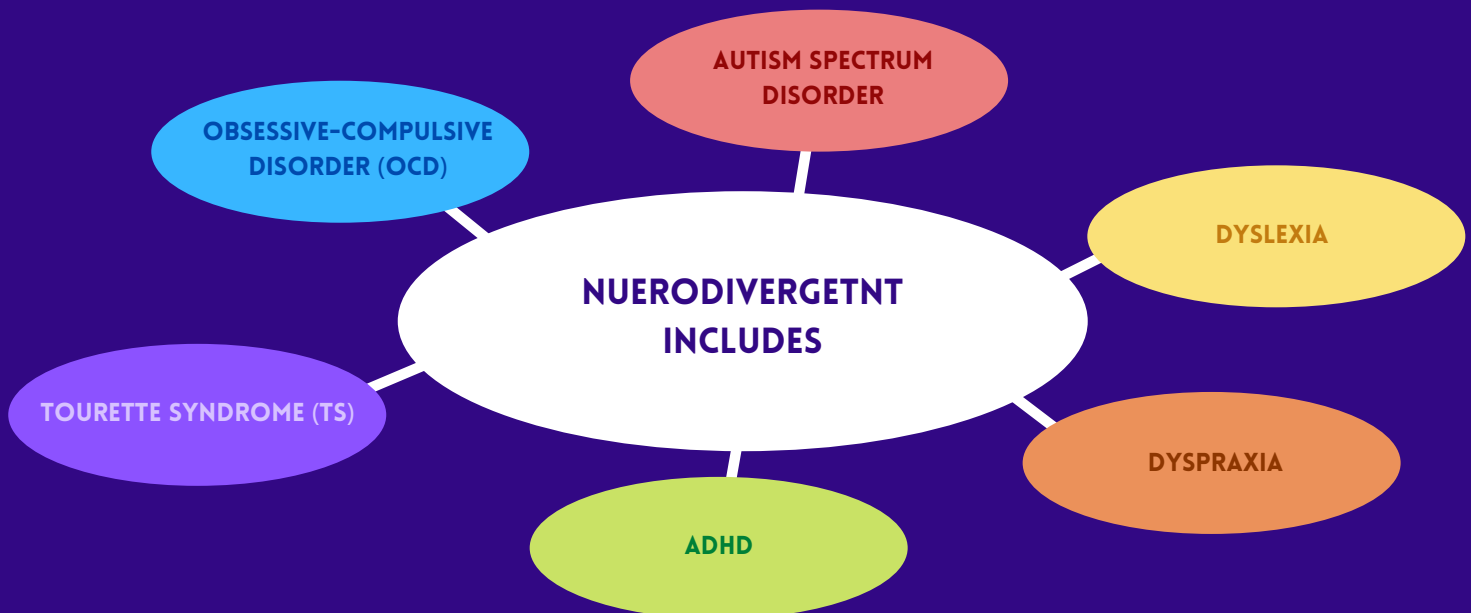 AUTISM SPECTRUM
DISORDER
OBSESSIVE-COMPULSIVE
DISORDER (OCD)
DYSLEXIA
NUERODIVERGETNT
INCLUDES
TOURETTE SYNDROME (TS)
DYSPRAXIA
ADHD